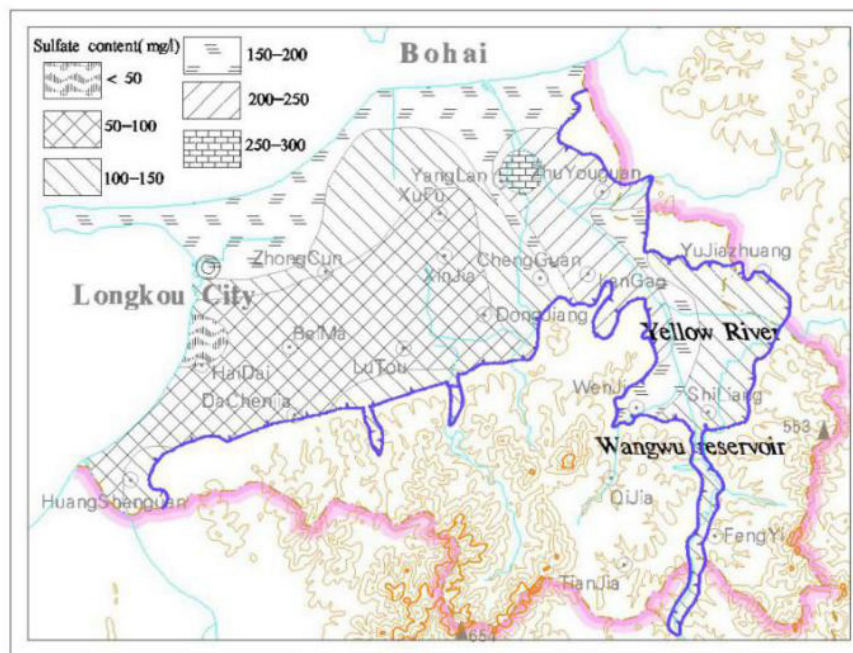 Sulfate content( mg/l)
< 50
50-100
100-150
150-200
200-250
250-300
Bohai
YangLan
ZhuYouguan
XuFu
ZhongCun
XinJia
ChengGuan
LanGao
YuJiazhuang
Longkou City
DongJiang
BeiMa
Yellow River
HaiDai
LuTou
DaChenjia
WenJi
ShiLiang
553
Wangwu reservoir
HuangShanguan
QiJia
FengYi
TianJia
654